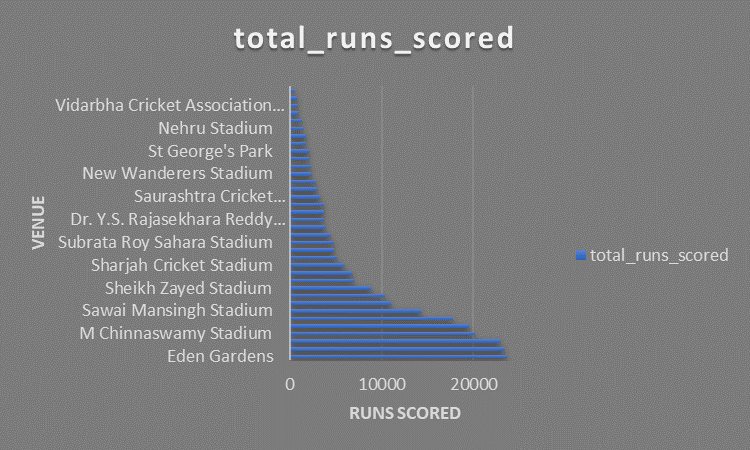 total_runs_scored
Vidarbha Cricket Association...
Nehru Stadium
St George's Park
New Wanderers Stadium
Saurashtra Cricket...
Dr. Y.S. Rajasekhara Reddy...
Subrata Roy Sahara Stadium
Sharjah Cricket Stadium
Sheikh Zayed Stadium
Sawai Mansingh Stadium
M Chinnaswamy Stadium
Eden Gardens
VENUE
total_runs_scored
0 10000 20000
RUNS SCORED